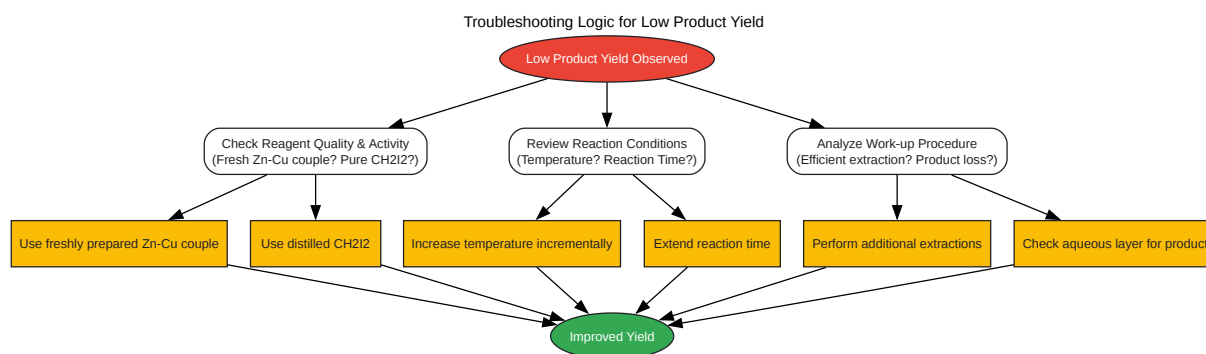 Troubleshooting Logic for Low Product Yield
Low Product Yield Observed
Check Reagent Quality & Activity
(Fresh Zn-Cu couple? Pure CH2I2?)
Review Reaction Conditions
(Temperature? Reaction Time?)
Analyze Work-up Procedure
(Efficient extraction? Product loss?)
Use freshly prepared Zn-Cu couple
Use distilled CH2I2
Increase temperature incrementally
Extend reaction time
Perform additional extractions
Check aqueous layer for product
Improved Yield